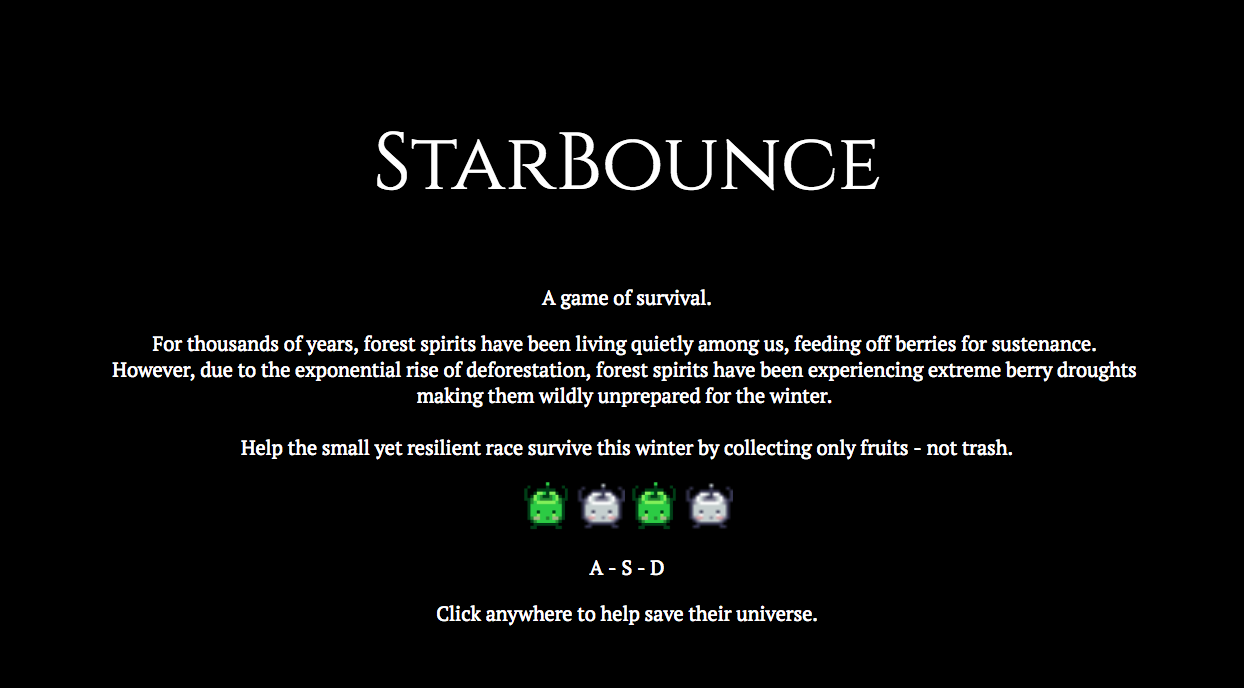 StarBounce
A game of survival.
For thousands of years, forest spirits have been living quietly among us, feeding off berries for sustenance.
However, due to the exponential rise of deforestation, forest spirits have been experiencing extreme berry droughts
making them wildly unprepared for the winter.
Help the small yet resilient race survive this winter by collecting only fruits - not trash.
A - S - D
Click anywhere to help save their universe.